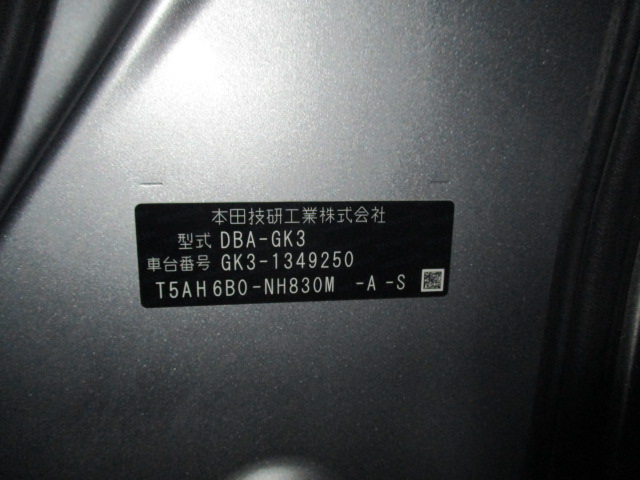 本田技研工業株式会社
型式 DBA-GK3
車台番号 GK3-1349250
T5AH6B0-NH830M -A-S